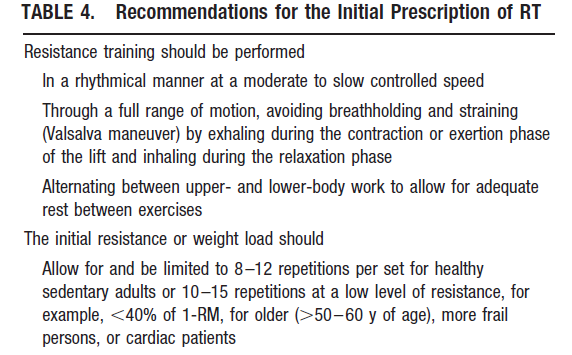 TABLE 4. Recommendations for the Initial Prescription of RT
Resistance training should be performed
In a rhythmical manner at a moderate to slow controlled speed
Through a full range of motion, avoiding breathholding and straining
(Valsalva maneuver) by exhaling during the contraction or exertion phase
of the lift and inhaling during the relaxation phase
Alternating between upper- and lower-body work to allow for adequate
rest between exercises
The initial resistance or weight load should
Allow for and be limited to 8–12 repetitions per set for healthy
sedentary adults or 10–15 repetitions at a low level of resistance, for
example, <40% of 1-RM, for older (>50–60 y of age), more frail
persons, or cardiac patients